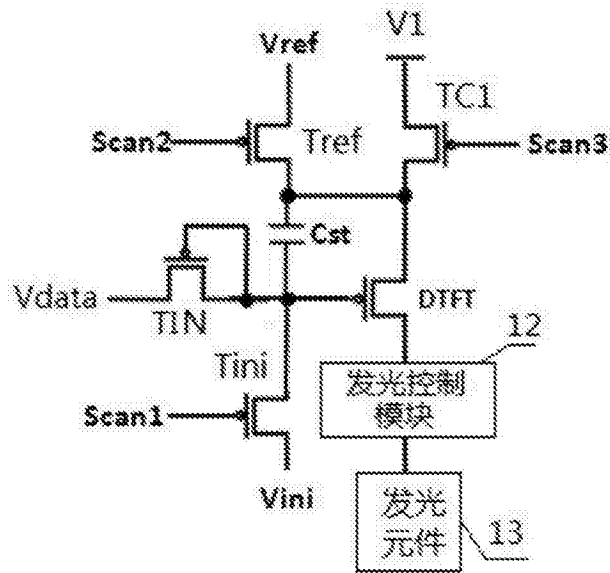 V1
Vref
TC1
Scan2
Tref
Scan3
Cst
Vdata
TIN
DTFT
12
Tini
发光控制
模块
Scan1
Vini
发光
元件
13